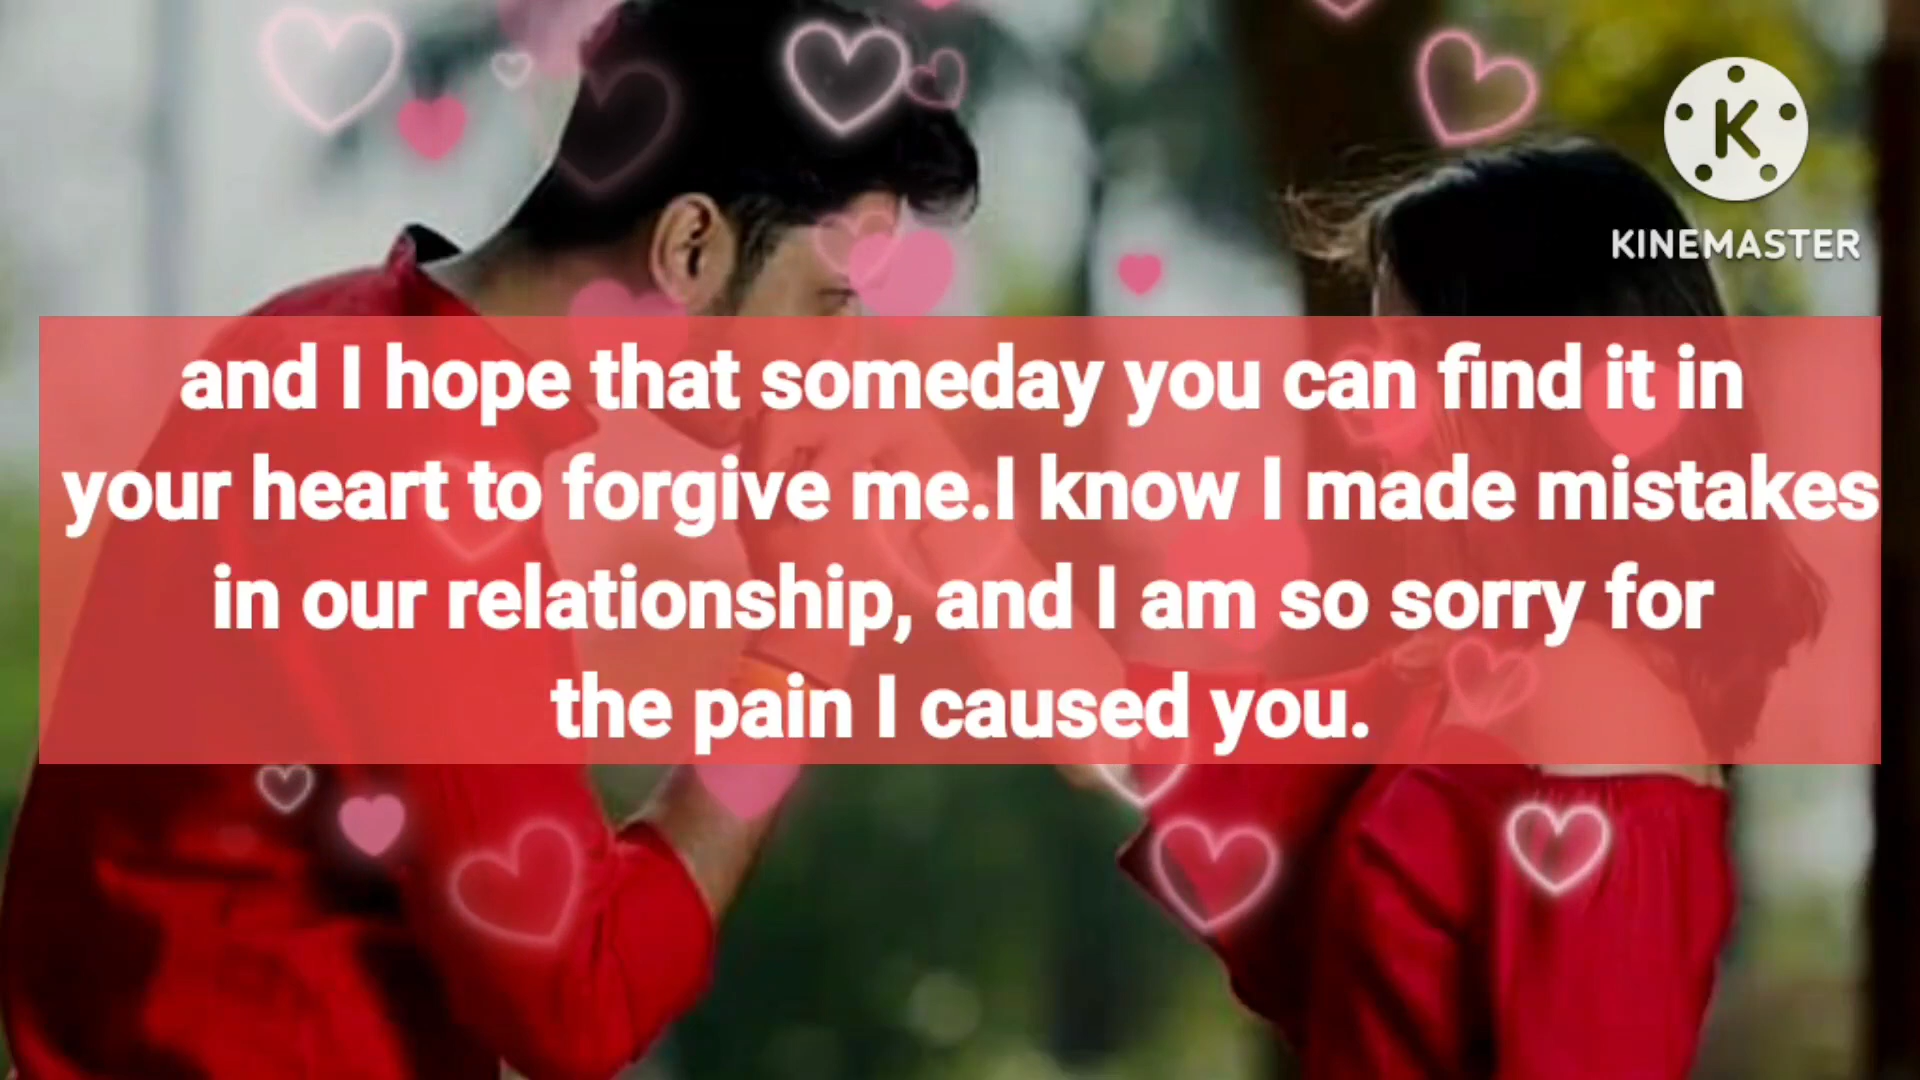 K
KINEMASTER
and I hope that someday you can find it in
your heart to forgive me.I know I made mistakes
in our relationship, and I am so sorry for
the pain I caused you.